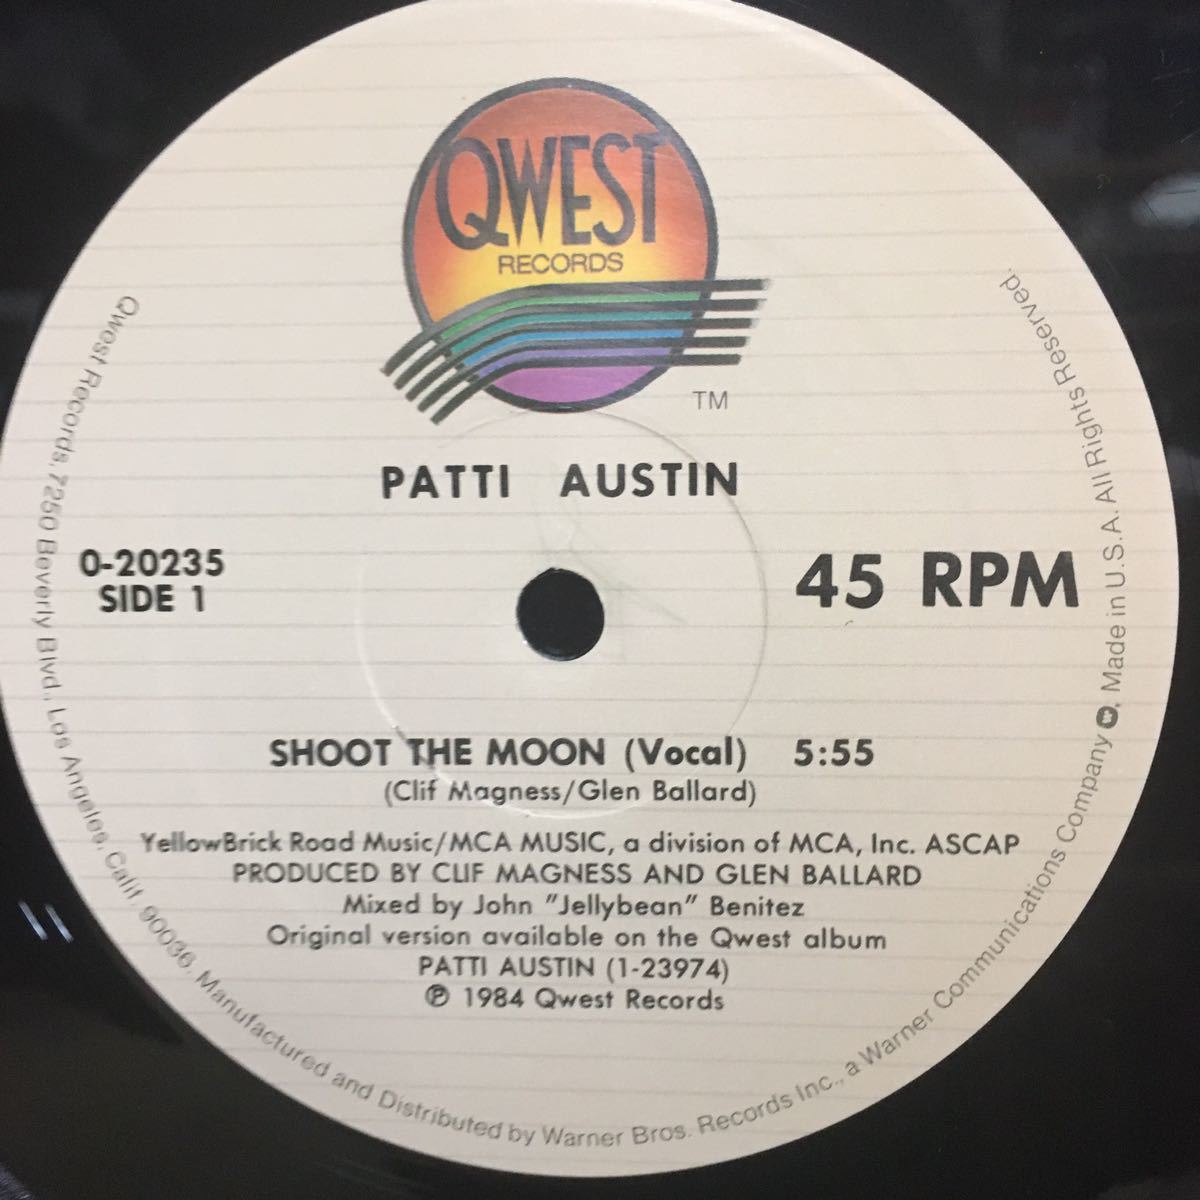 QWEST
RECORDS
TM
PATTI AUSTIN
0-20235
SIDE 1
45 RPM
SHOOT THE MOON (Vocal) 5:55
(Clif Magness/Glen Ballard)
YellowBrick Road Music/MCA MUSIC, a division of MCA, Inc. ASCAP
PRODUCED BY CLIF MAGNESS AND GLEN BALLARD
Mixed by John "Jellybean" Benitez
Original version available on the Qwest album
PATTI AUSTIN (1-23974)
℗ 1984 Qwest Records
Qwest Records, 7250 Beverly Blvd., Los Angeles, Calif. 90036. Manufactured and Distributed by Warner Bros. Records Inc., a Warner Communications Company. Made in U.S.A. All Rights Reserved.